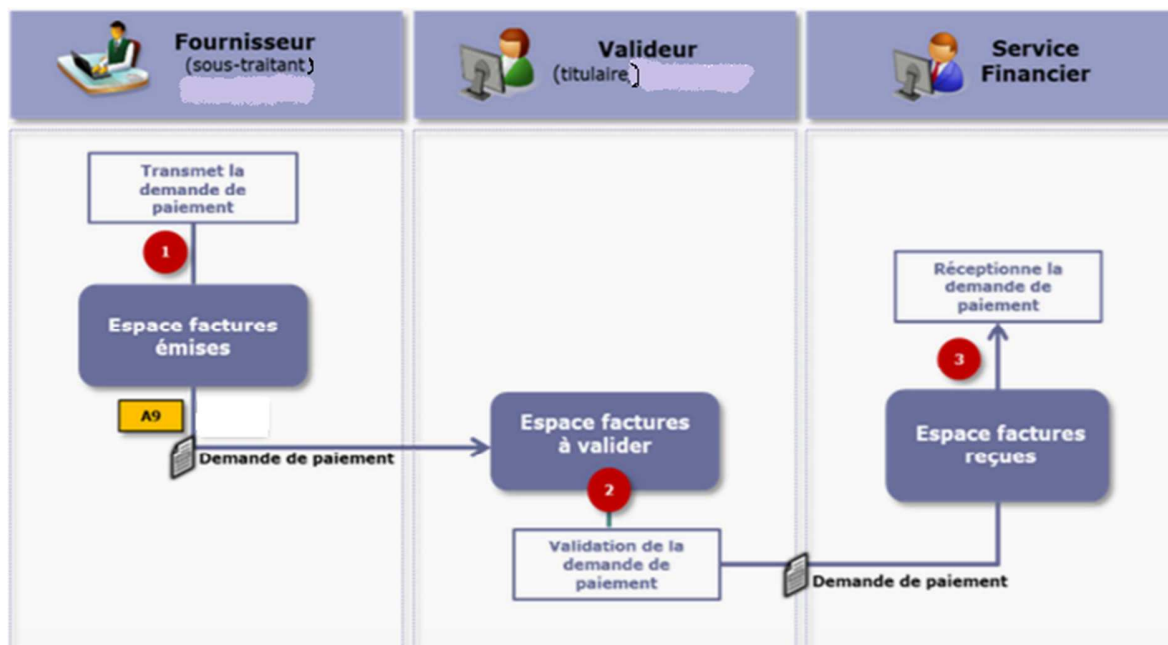 Fournisseur
(sous-traitant)
Valideur
(titulaire)
Service
Financier
Transmet la
demande de
paiement
1
Espace factures
émises
A9
Demande de paiement
Espace factures
à valider
2
Validation de la
demande de
paiement
Demande de paiement
Réceptionne la
demande de
paiement
3
Espace factures
reçues